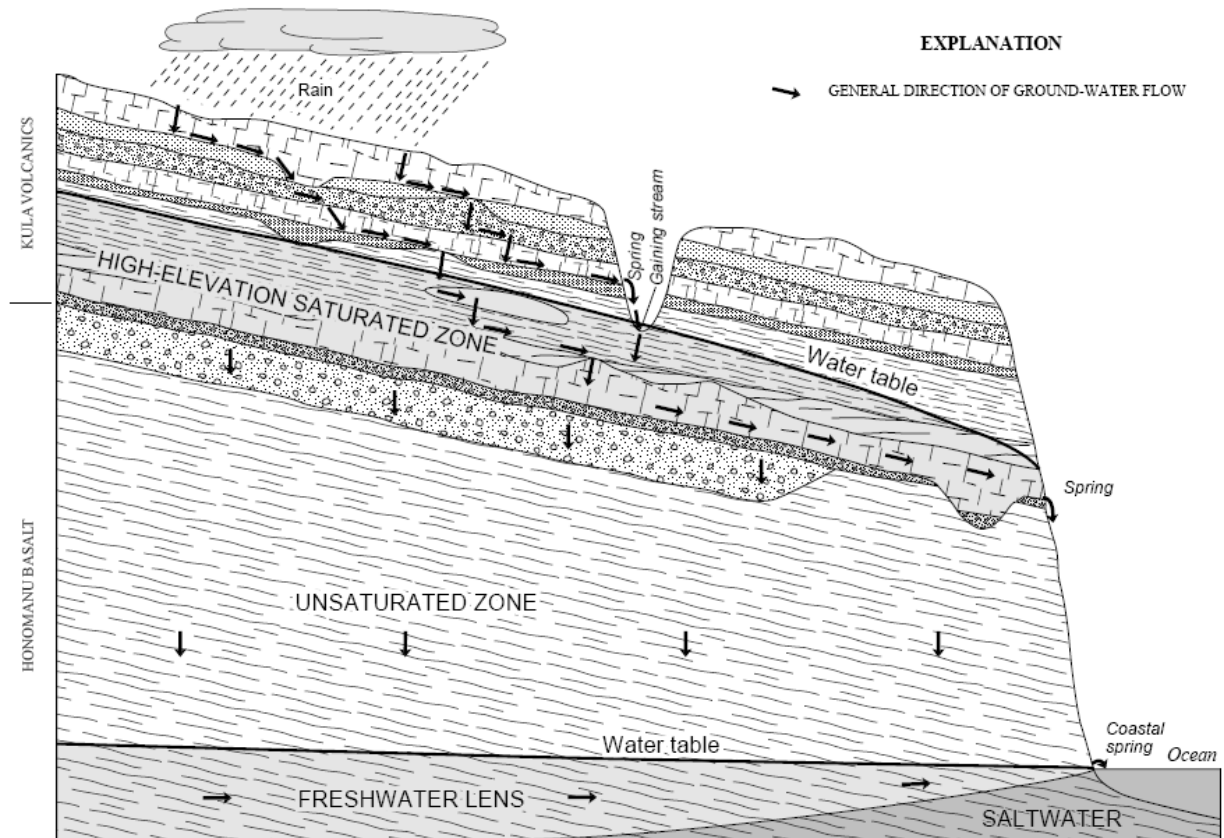 EXPLANATION
GENERAL DIRECTION OF GROUND-WATER FLOW
Rain
KULA VOLCANICS
Spring
Gaining stream
HIGH-ELEVATION SATURATED ZONE
Water table
Spring
HONOMANU BASALT
UNSATURATED ZONE
Water table
Coastal
spring
Ocean
FRESHWATER LENS
SALTWATER